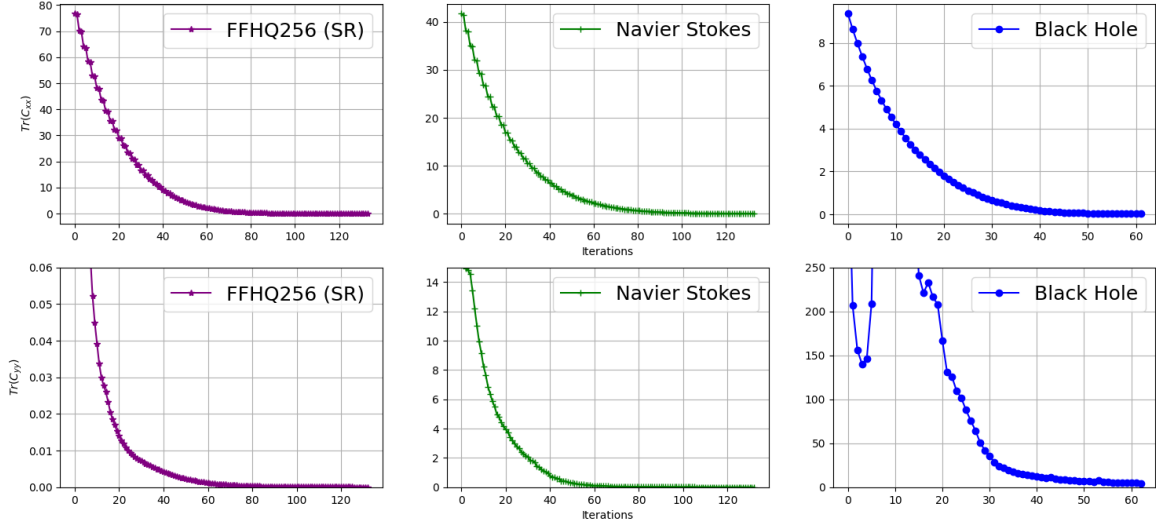 FFHQ256 (SR)
Tr(C_xx)
80
70
60
50
40
30
20
10
0
0 20 40 60 80 100 120
Navier Stokes
40
30
20
10
0
0 20 40 60 80 100 120
Iterations
Black Hole
8
6
4
2
0
0 10 20 30 40 50 60
FFHQ256 (SR)
Tr(C_yy)
0.06
0.05
0.04
0.03
0.02
0.01
0.00
0 20 40 60 80 100 120
Navier Stokes
14
12
10
8
6
4
2
0
0 20 40 60 80 100 120
Iterations
Black Hole
250
200
150
100
50
0
0 10 20 30 40 50 60